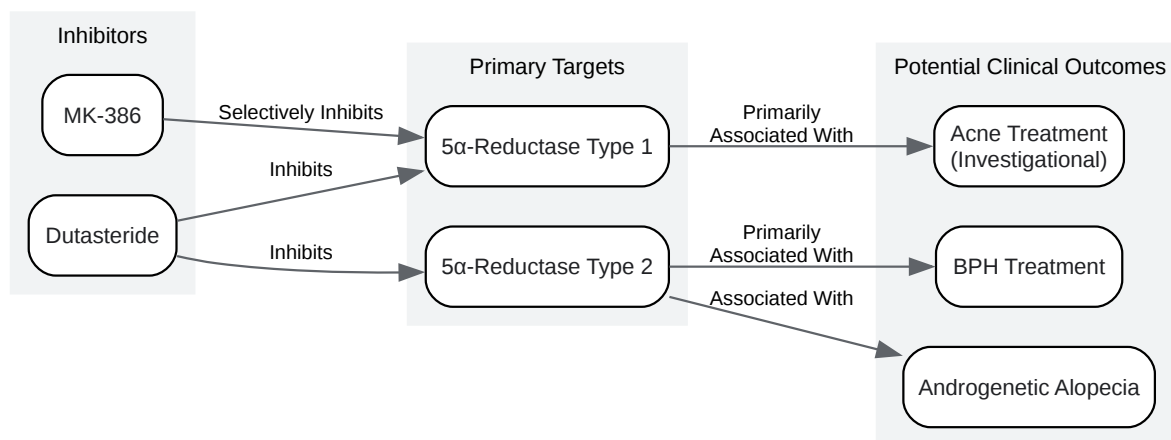 Inhibitors
MK-386
Dutasteride
Selectively Inhibits
Inhibits
Inhibits
Primary Targets
5α-Reductase Type 1
5α-Reductase Type 2
Primarily
Associated With
Primarily
Associated With
Associated With
Potential Clinical Outcomes
Acne Treatment
(Investigational)
BPH Treatment
Androgenetic Alopecia